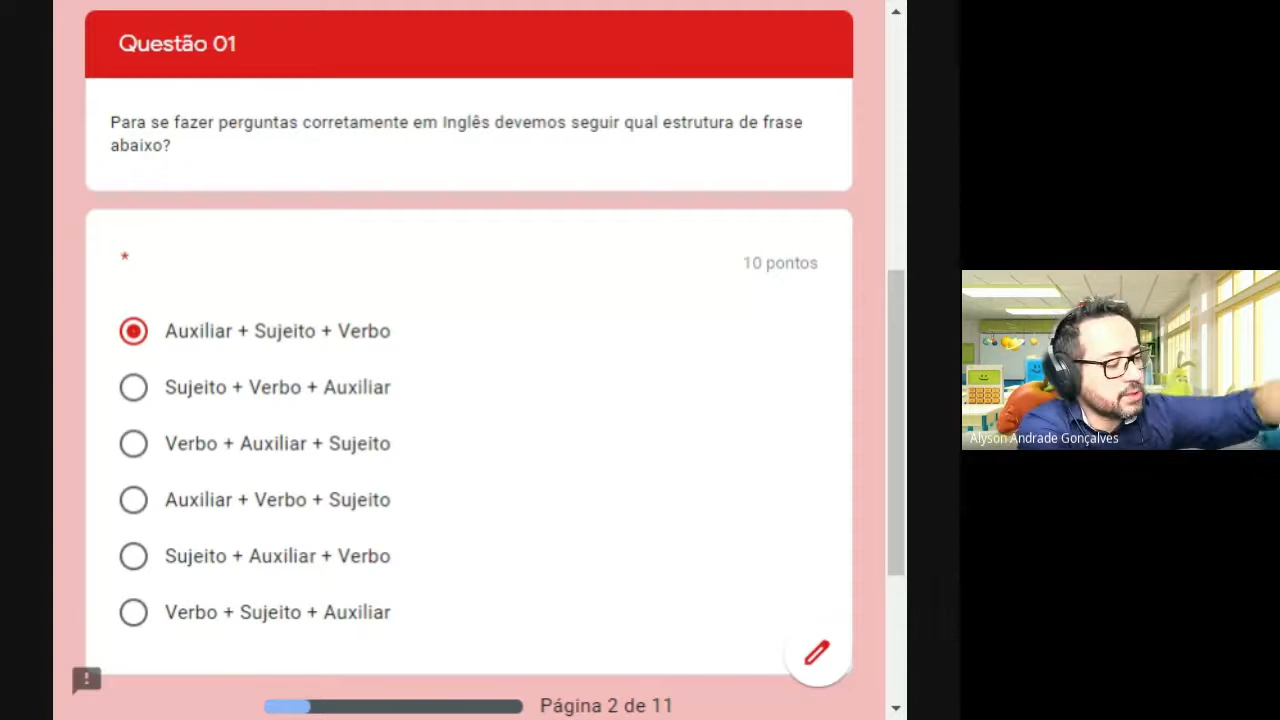 Questão 01
Para se fazer perguntas corretamente em Inglês devemos seguir qual estrutura de frase
abaixo?
*
10 pontos
Auxiliar + Sujeito + Verbo
Sujeito + Verbo + Auxiliar
Verbo + Auxiliar + Sujeito
Auxiliar + Verbo + Sujeito
Sujeito + Auxiliar + Verbo
Verbo + Sujeito + Auxiliar
Página 2 de 11
Alyson Andrade Gonçalves